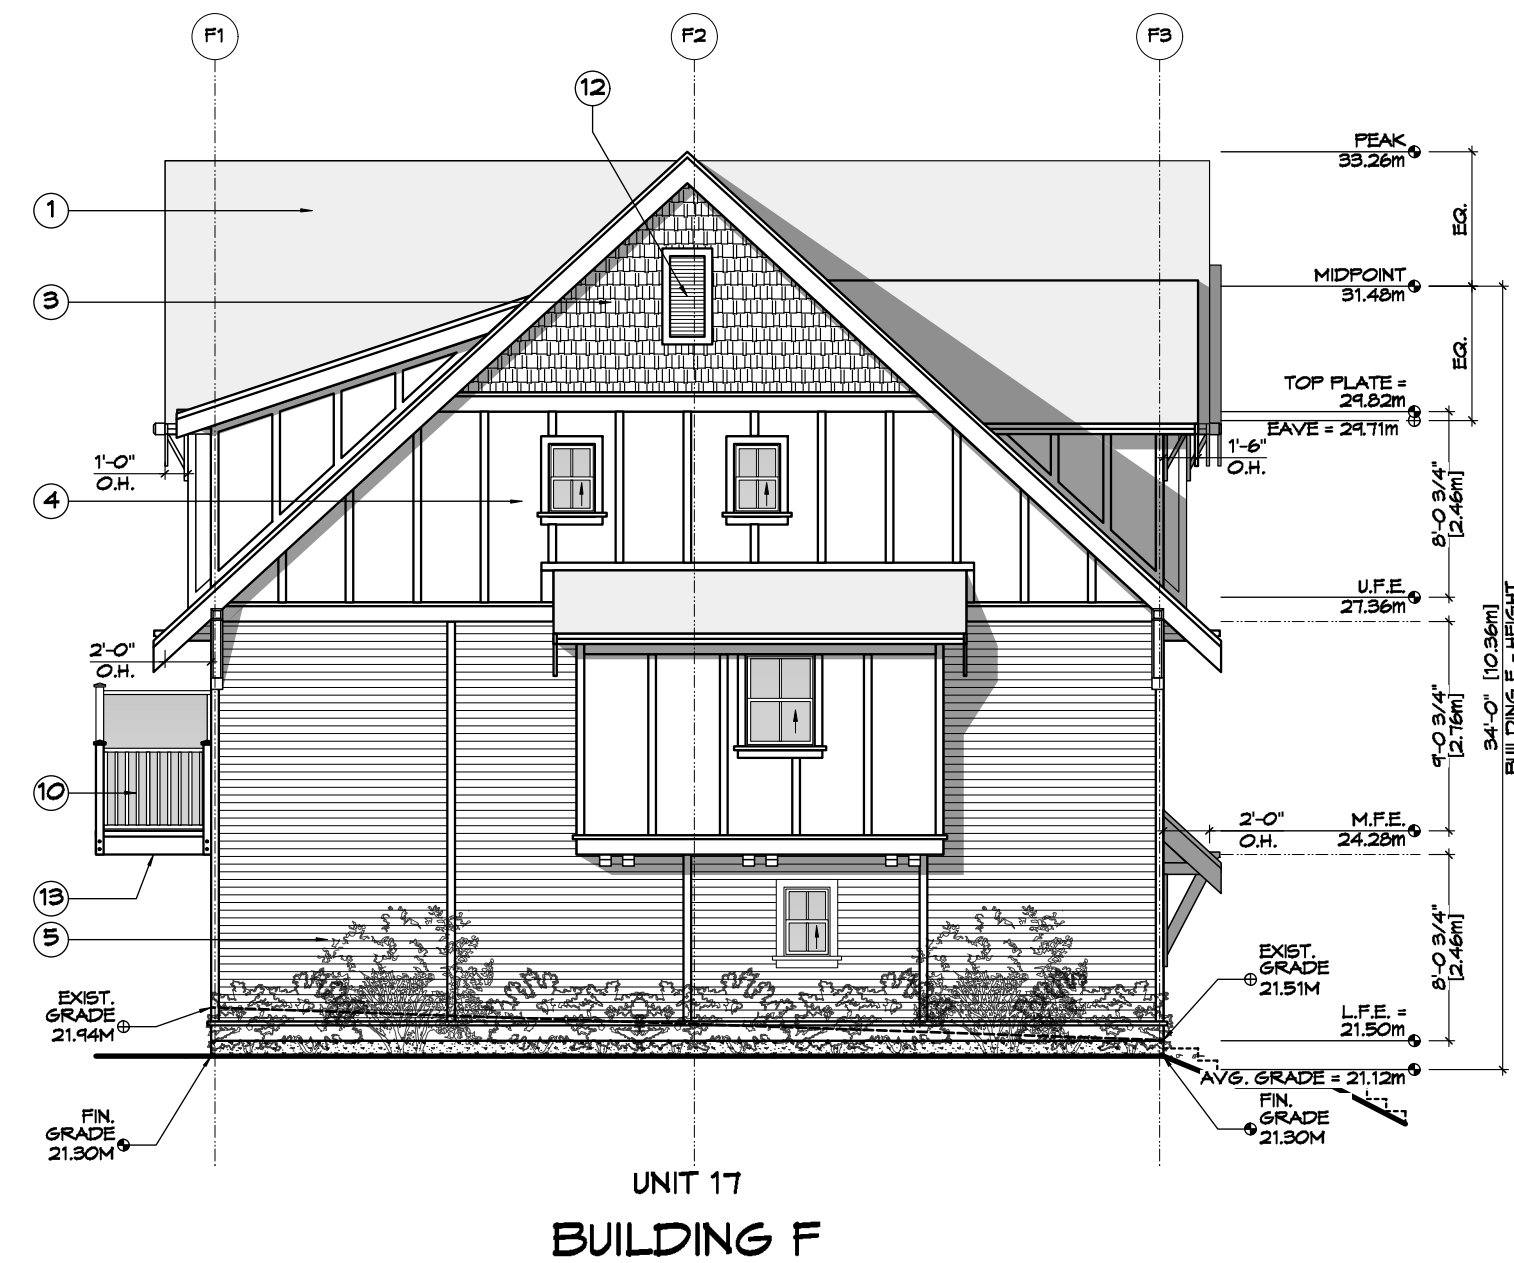 F1
F2
F3
12
1
3
4
10
13
5
PEAK
33.26m
EQ.
MIDPOINT
31.48m
EQ.
TOP PLATE =
29.82m
EAVE = 29.71m
1'-0"
O.H.
1'-6"
O.H.
8'-0 3/4"
[2.46m]
U.F.E.
27.36m
2'-0"
O.H.
9'-0 3/4"
[2.76m]
34'-0" [10.36m]
BUILDING F - HEIGHT
2'-0"
O.H.
M.F.E.
24.28m
8'-0 3/4"
[2.46m]
EXIST.
GRADE
21.94M
EXIST.
GRADE
21.51M
L.F.E. =
21.50m
AVG. GRADE = 21.12m
FIN.
GRADE
21.30M
FIN.
GRADE
21.30M
UNIT 17
BUILDING F